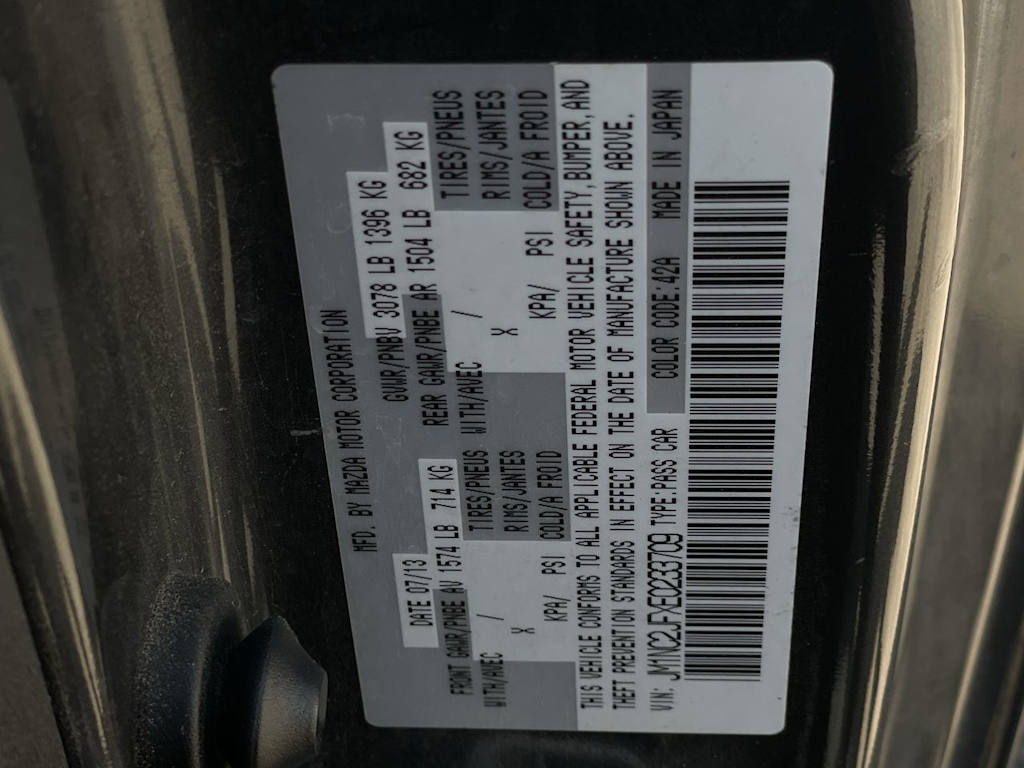 MFD. BY MAZDA MOTOR CORPORATION
DATE 07/13 GVWR/PNBV 3078 LB 1396 KG
FRONT GAWR/PNBE AV 1574 LB 714 KG REAR GAWR/PNBE AR 1504 LB 682 KG
WITH/AVEC / TIRES/PNEUS WITH/AVEC / TIRES/PNEUS
X RIMS/JANTES X RIMS/JANTES
KPA/ PSI COLD/A FROID KPA/ PSI COLD/A FROID
THIS VEHICLE CONFORMS TO ALL APPLICABLE FEDERAL MOTOR VEHICLE SAFETY, BUMPER, AND
THEFT PREVENTION STANDARDS IN EFFECT ON THE DATE OF MANUFACTURE SHOWN ABOVE.
VIN: JM1NC2JFXE0233709 TYPE:PASS CAR COLOR CODE:42A MADE IN JAPAN